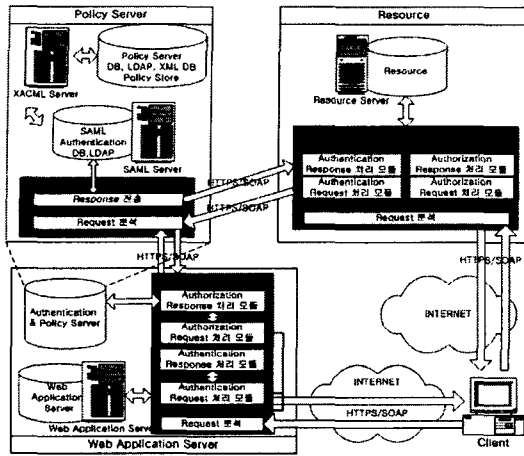 Policy Server
Policy Server
DB, LDAP, XML DB
Policy Store
XACML Server
SAML
Authentication
DB,LDAP
SAML Server
Response 전송
Request 분석
HTTPS/SOAP
HTTPS/SOAP
HTTPS/SOAP
Resource
Resource
Resource Server
Authentication
Response 처리 모듈
Authorization
Response 처리 모듈
Authentication
Request 처리 모듈
Authorization
Request 처리 모듈
Request 분석
HTTPS/SOAP
INTERNET
Authentication
& Policy Server
Authorization
Response 처리 모듈
Authorization
Request 처리 모듈
Authentication
Response 처리 모듈
Authentication
Request 처리 모듈
Request 분석
Web
Application
Server
Web Application Server
Web Application Server
INTERNET
HTTPS/SOAP
Client